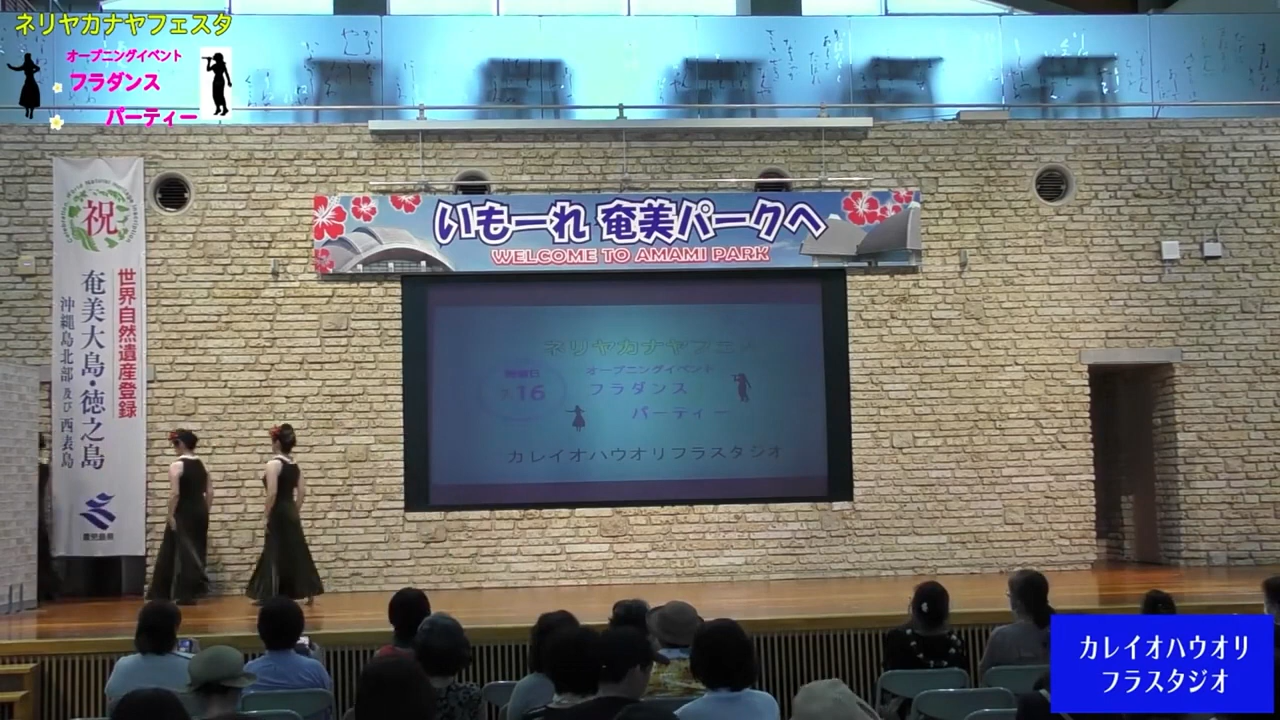 ネリヤカナヤフェスタ
オープニングイベント
フラダンス
パーティー
祝
世界自然遺産登録
奄美大島・徳之島
沖縄島北部及び西表島
鹿児島県
いもーれ 奄美パークへ
WELCOME TO AMAMI PARK
ネリヤカナヤフェス
開催日
16
オープニングイベント
フラダンス
パーティー
カレイオハウオリフラスタジオ
カレイオハウオリ
フラスタジオ